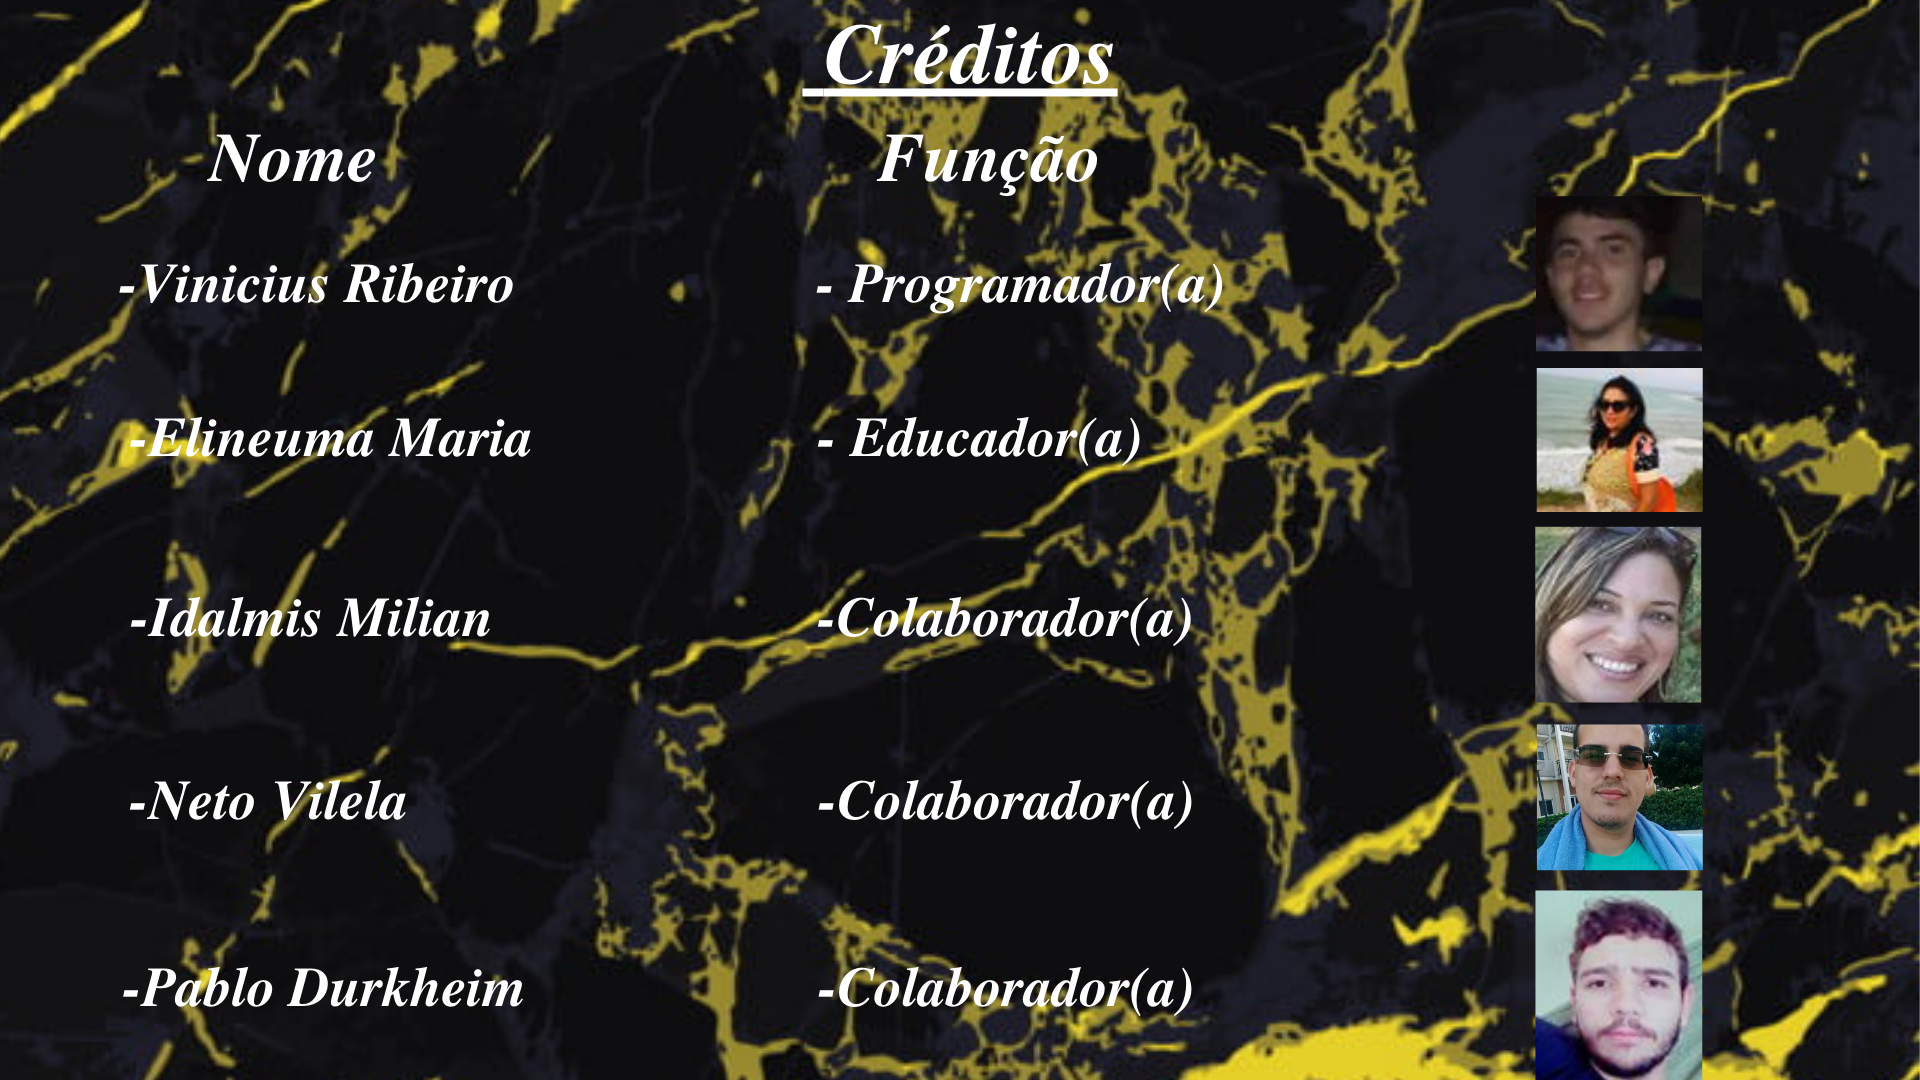 Créditos
Nome Função
-Vinicius Ribeiro - Programador(a)
-Elineuma Maria - Educador(a)
-Idalmis Milian -Colaborador(a)
-Neto Vilela -Colaborador(a)
-Pablo Durkheim -Colaborador(a)